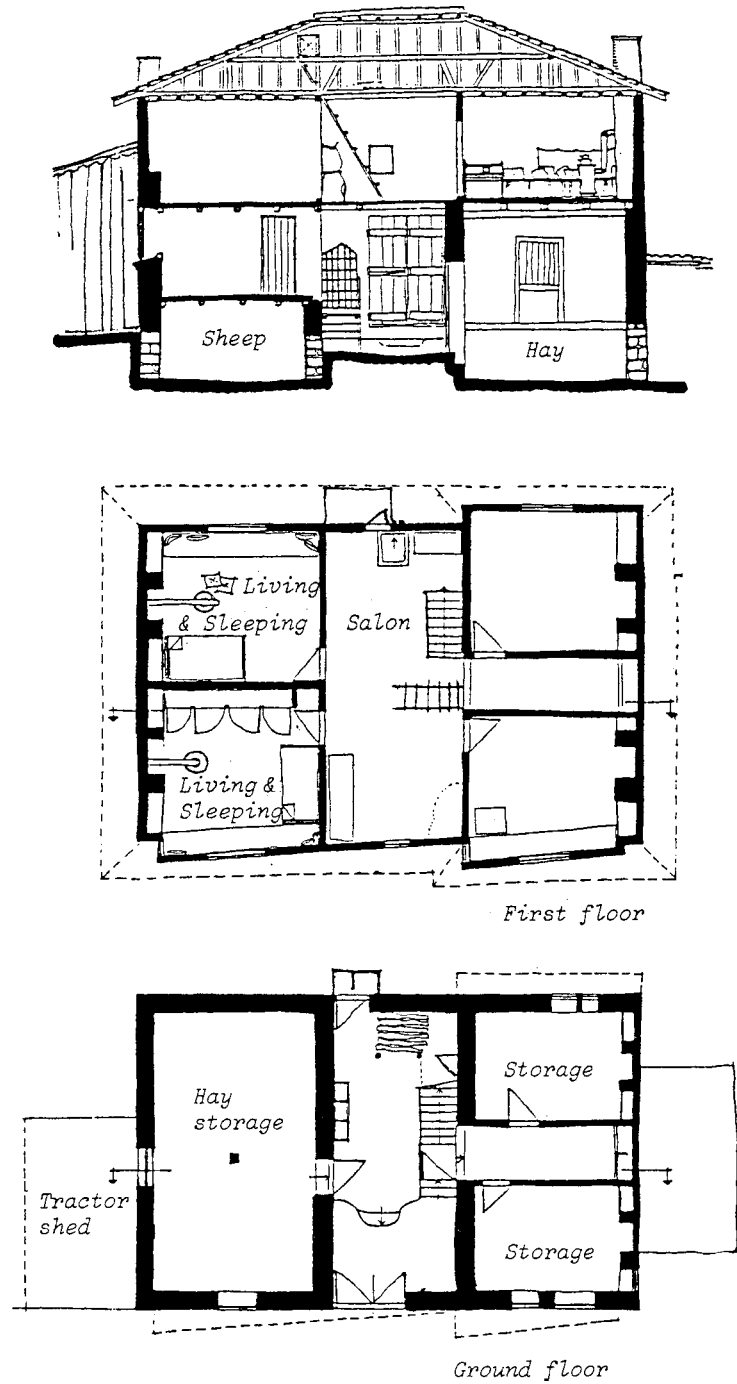 Sheep
Hay
Living
& Sleeping
Salon
Living &
Sleeping
First floor
Hay
storage
Storage
Tractor
shed
Storage
Ground floor